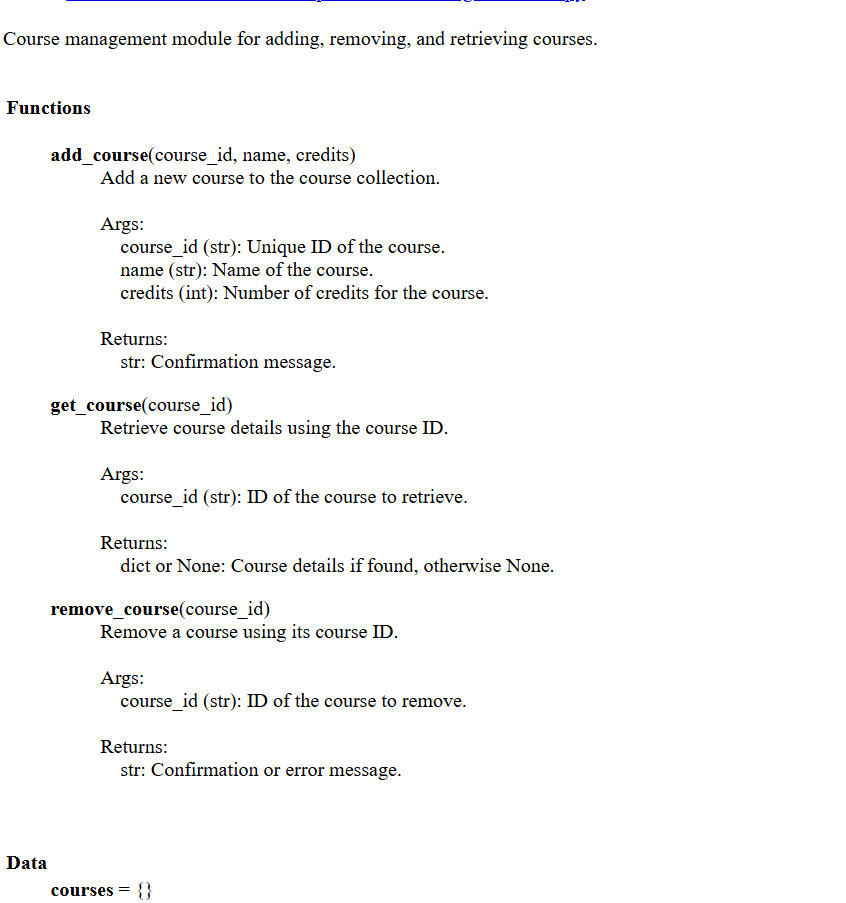 Course management module for adding, removing, and retrieving courses.
Functions
add_course(course_id, name, credits)
Add a new course to the course collection.
Args:
course_id (str): Unique ID of the course.
name (str): Name of the course.
credits (int): Number of credits for the course.
Returns:
str: Confirmation message.
get_course(course_id)
Retrieve course details using the course ID.
Args:
course_id (str): ID of the course to retrieve.
Returns:
dict or None: Course details if found, otherwise None.
remove_course(course_id)
Remove a course using its course ID.
Args:
course_id (str): ID of the course to remove.
Returns:
str: Confirmation or error message.
Data
courses = {}